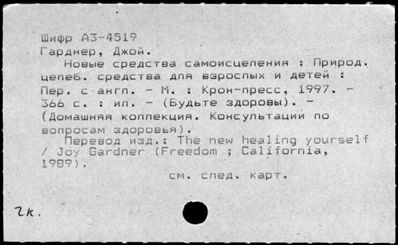 Шифр А3-4519
Гарднер, Джой.
Новые средства самоисцеления : Природ.
целеб. средства для взрослых и детей :
Пер. с англ. - М. : Крон-пресс, 1997. -
366 с. : ил. - (Будьте здоровы). -
(Домашняя коллекция. Консультации по
вопросам здоровья).
Перевод изд.: The new healing yourself
/ Joy Gardner (Freedom ; California,
1989).
см. след. карт.
2к.